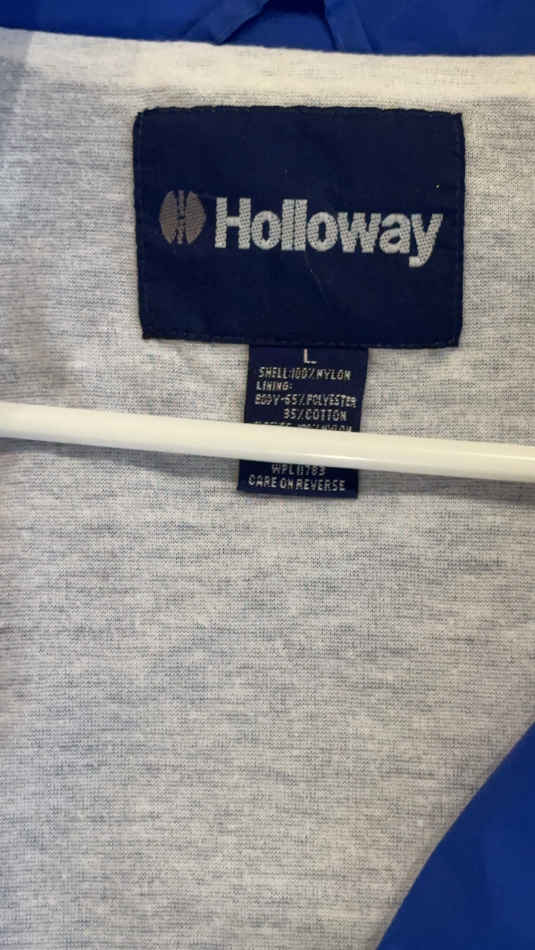 Holloway
L
SHELL:100% NYLON
LINING:
BODY-65% POLYESTER
35% COTTON
WPL 11783
CARE ON REVERSE